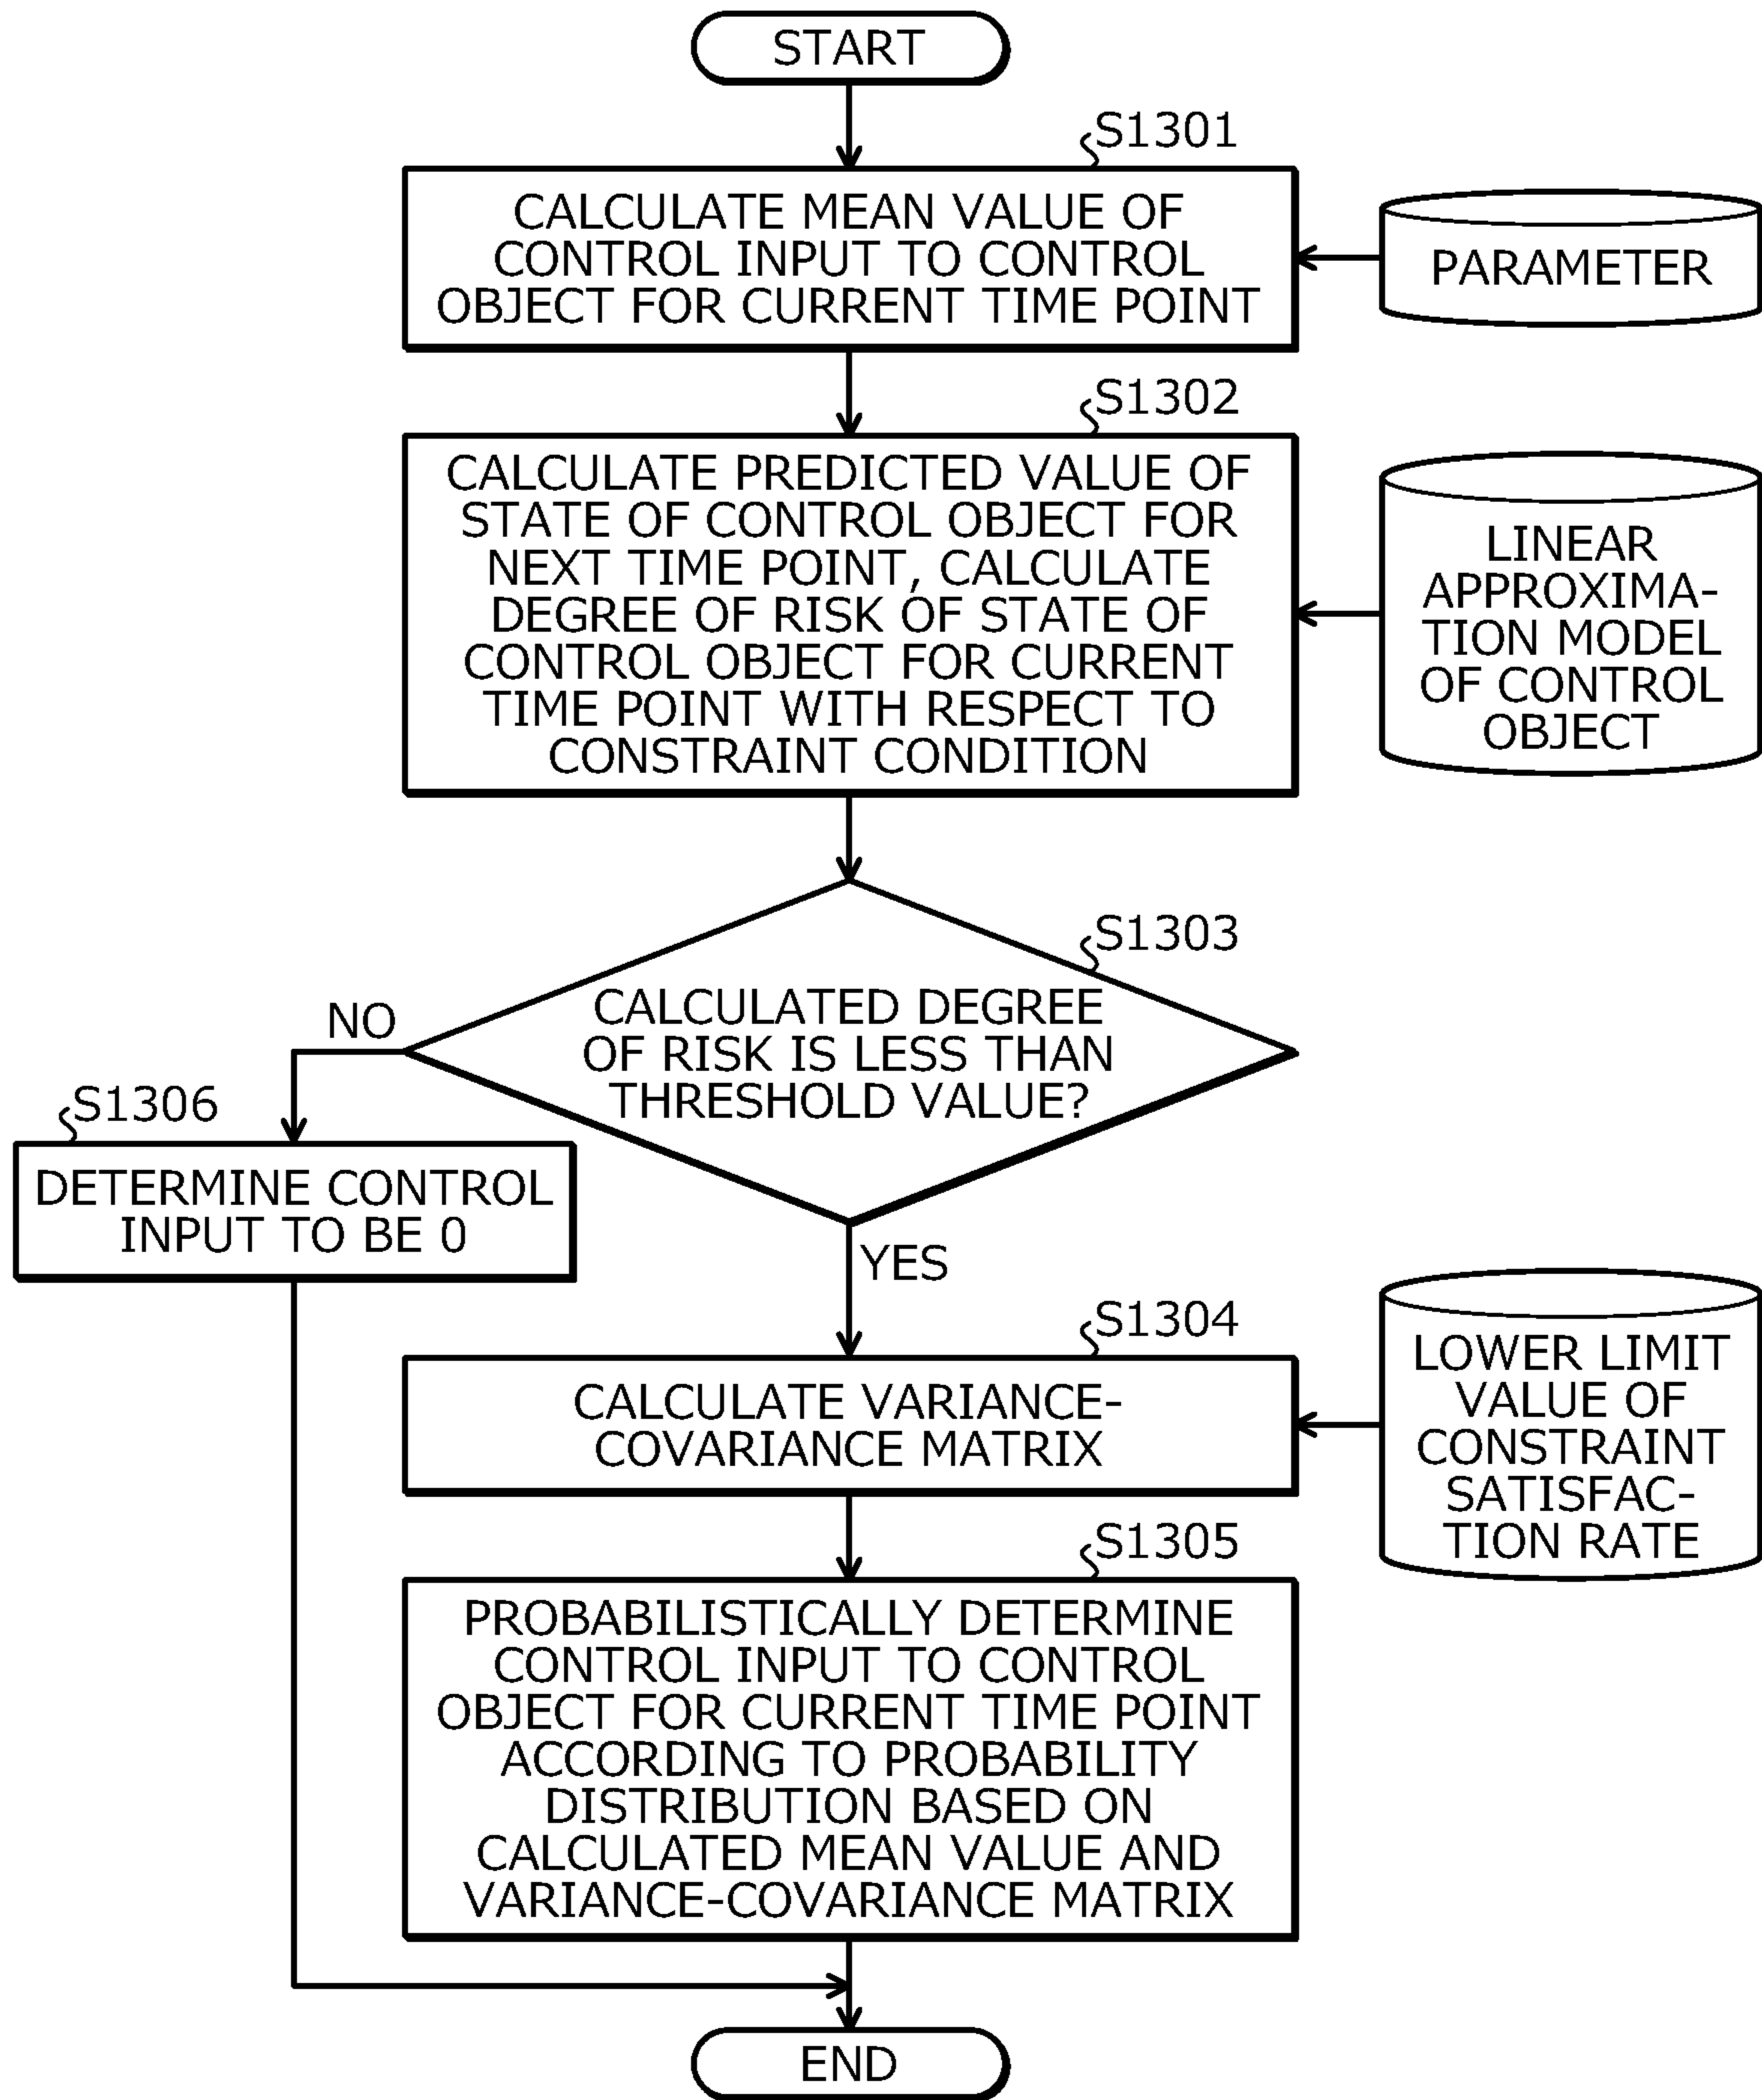 START
S1301
CALCULATE MEAN VALUE OF
CONTROL INPUT TO CONTROL
OBJECT FOR CURRENT TIME POINT
PARAMETER
S1302
CALCULATE PREDICTED VALUE OF
STATE OF CONTROL OBJECT FOR
NEXT TIME POINT, CALCULATE
DEGREE OF RISK OF STATE OF
CONTROL OBJECT FOR CURRENT
TIME POINT WITH RESPECT TO
CONSTRAINT CONDITION
LINEAR
APPROXIMA-
TION MODEL
OF CONTROL
OBJECT
S1303
CALCULATED DEGREE
OF RISK IS LESS THAN
THRESHOLD VALUE?
NO
S1306
DETERMINE CONTROL
INPUT TO BE 0
YES
S1304
CALCULATE VARIANCE-
COVARIANCE MATRIX
LOWER LIMIT
VALUE OF
CONSTRAINT
SATISFAC-
TION RATE
S1305
PROBABILISTICALLY DETERMINE
CONTROL INPUT TO CONTROL
OBJECT FOR CURRENT TIME POINT
ACCORDING TO PROBABILITY
DISTRIBUTION BASED ON
CALCULATED MEAN VALUE AND
VARIANCE-COVARIANCE MATRIX
END